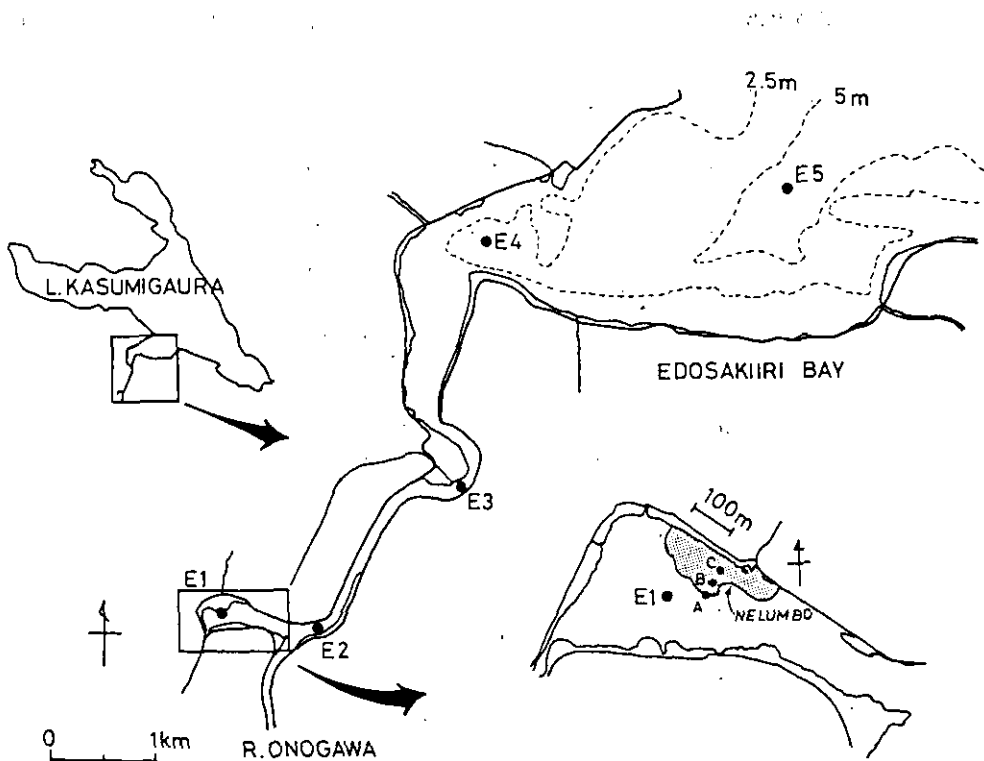 2.5m
5m
E5
E4
L.KASUMIGAURA
EDOSAKIIRI BAY
E3
100m
E1
C
B
E1
A
NELUMBO
E2
0 1km
R.ONOGAWA